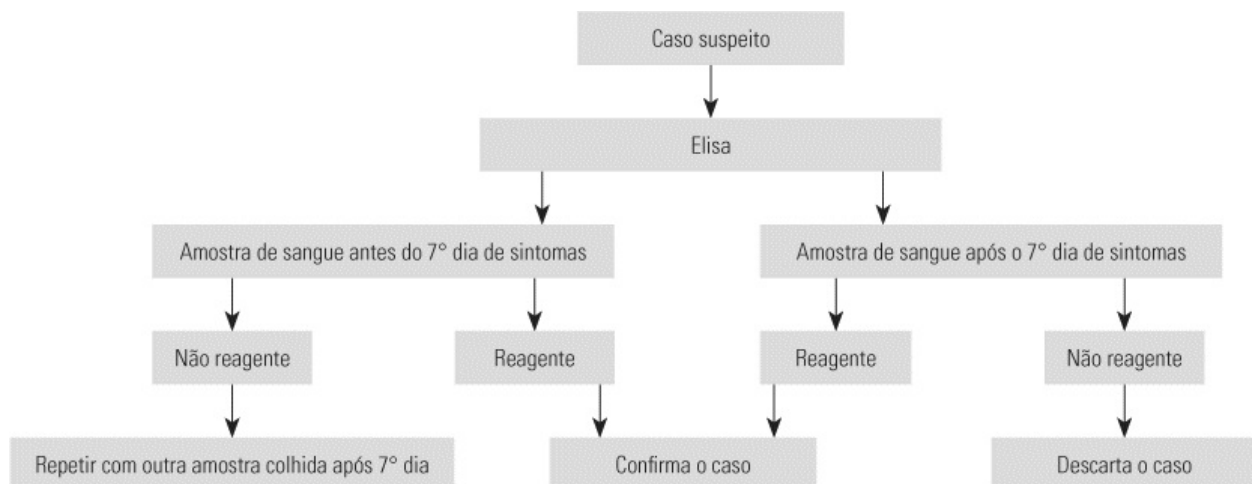 Caso suspeito
Elisa
Amostra de sangue antes do 7° dia de sintomas
Amostra de sangue após o 7° dia de sintomas
Não reagente
Reagente
Reagente
Não reagente
Repetir com outra amostra colhida após 7° dia
Confirma o caso
Descarta o caso